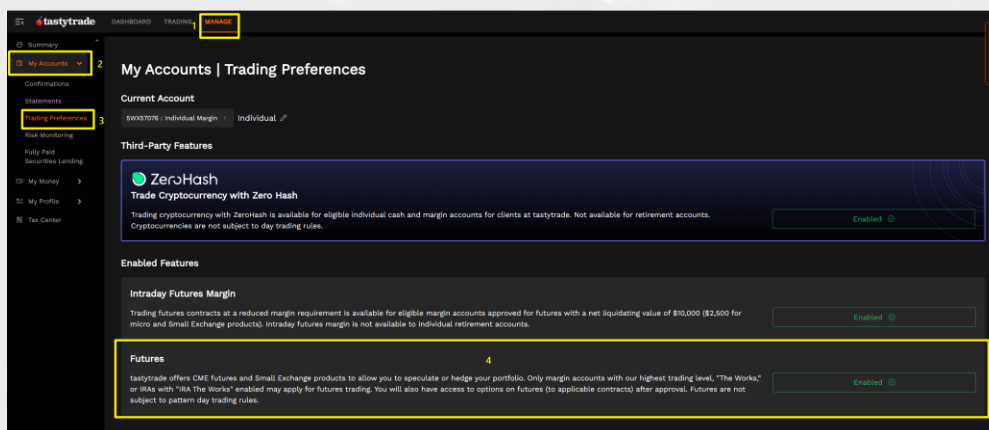 tastytrade
DASHBOARD TRADING 1 MANAGE
Summary
My Accounts 2
Confirmations
Statements
Trading Preferences 3
Risk Monitoring
Fully Paid
Securities Lending
My Money
My Profile
Tax Center
My Accounts | Trading Preferences
Current Account
5WX57076 : Individual Margin Individual
Third-Party Features
ZeroHash
Trade Cryptocurrency with Zero Hash
Trading cryptocurrency with ZeroHash is available for eligible individual cash and margin accounts for clients at tastytrade. Not available for retirement accounts.
Cryptocurrencies are not subject to day trading rules.
Enabled
Enabled Features
Intraday Futures Margin
Trading futures contracts at a reduced margin requirement is available for eligible margin accounts approved for futures with a net liquidating value of $10,000 ($2,500 for
micro and Small Exchange products). Intraday futures margin is not available to individual retirement accounts.
Enabled
Futures
4
tastytrade offers CME futures and Small Exchange products to allow you to speculate or hedge your portfolio. Only margin accounts with our highest trading level, "The Works,"
or IRAs with "IRA The Works" enabled may apply for futures trading. You will also have access to options on futures (to applicable contracts) after approval. Futures are not
subject to pattern day trading rules.
Enabled